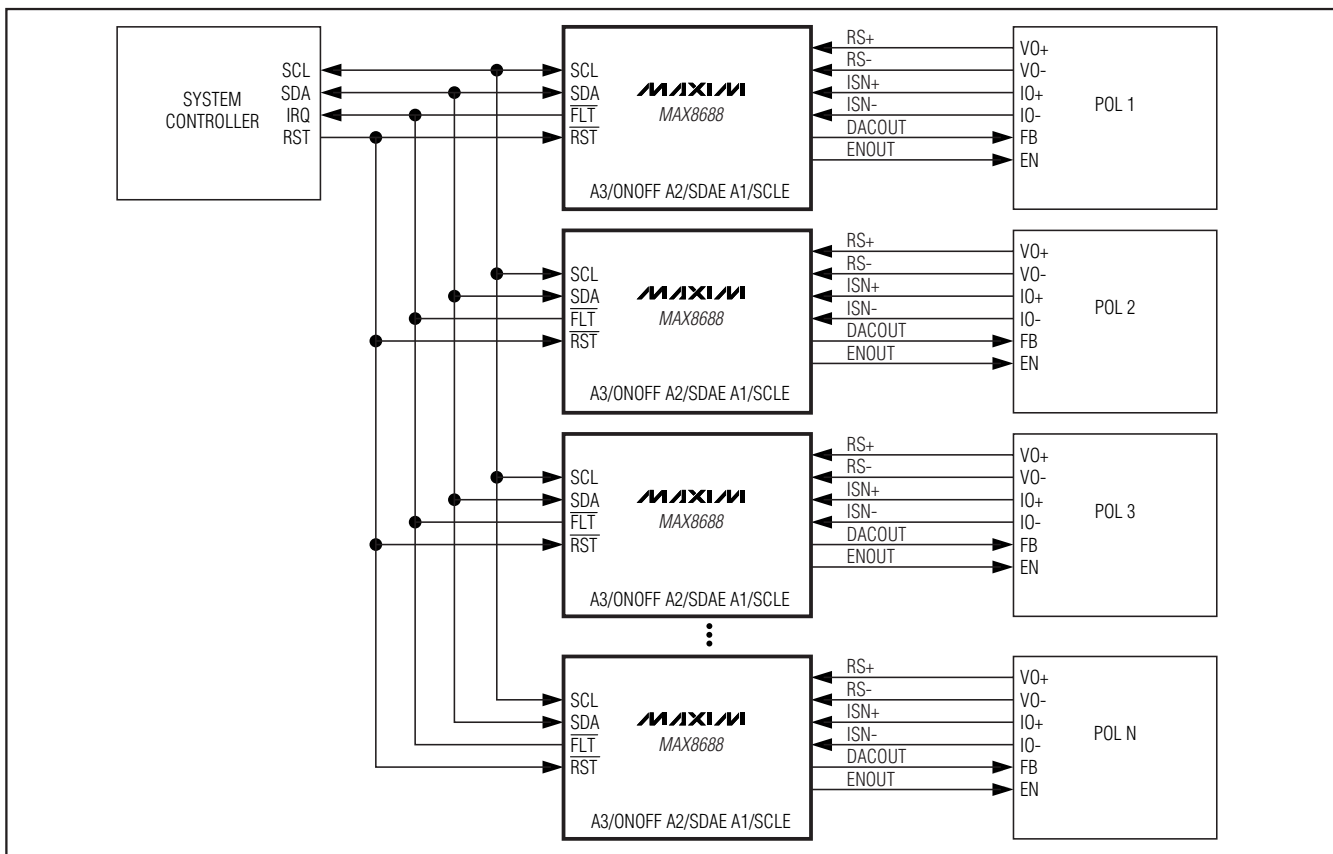 SYSTEM
CONTROLLER
SCL
SDA
IRQ
RST
SCL
SDA
FLT
RST
MAXIM
MAX8688
A3/ONOFF A2/SDAE A1/SCLE
RS+
RS-
ISN+
ISN-
DACOUT
ENOUT
VO+
VO-
IO+
IO-
FB
EN
POL 1
SCL
SDA
FLT
RST
MAXIM
MAX8688
A3/ONOFF A2/SDAE A1/SCLE
RS+
RS-
ISN+
ISN-
DACOUT
ENOUT
VO+
VO-
IO+
IO-
FB
EN
POL 2
SCL
SDA
FLT
RST
MAXIM
MAX8688
A3/ONOFF A2/SDAE A1/SCLE
RS+
RS-
ISN+
ISN-
DACOUT
ENOUT
VO+
VO-
IO+
IO-
FB
EN
POL 3
SCL
SDA
FLT
RST
MAXIM
MAX8688
A3/ONOFF A2/SDAE A1/SCLE
RS+
RS-
ISN+
ISN-
DACOUT
ENOUT
VO+
VO-
IO+
IO-
FB
EN
POL N